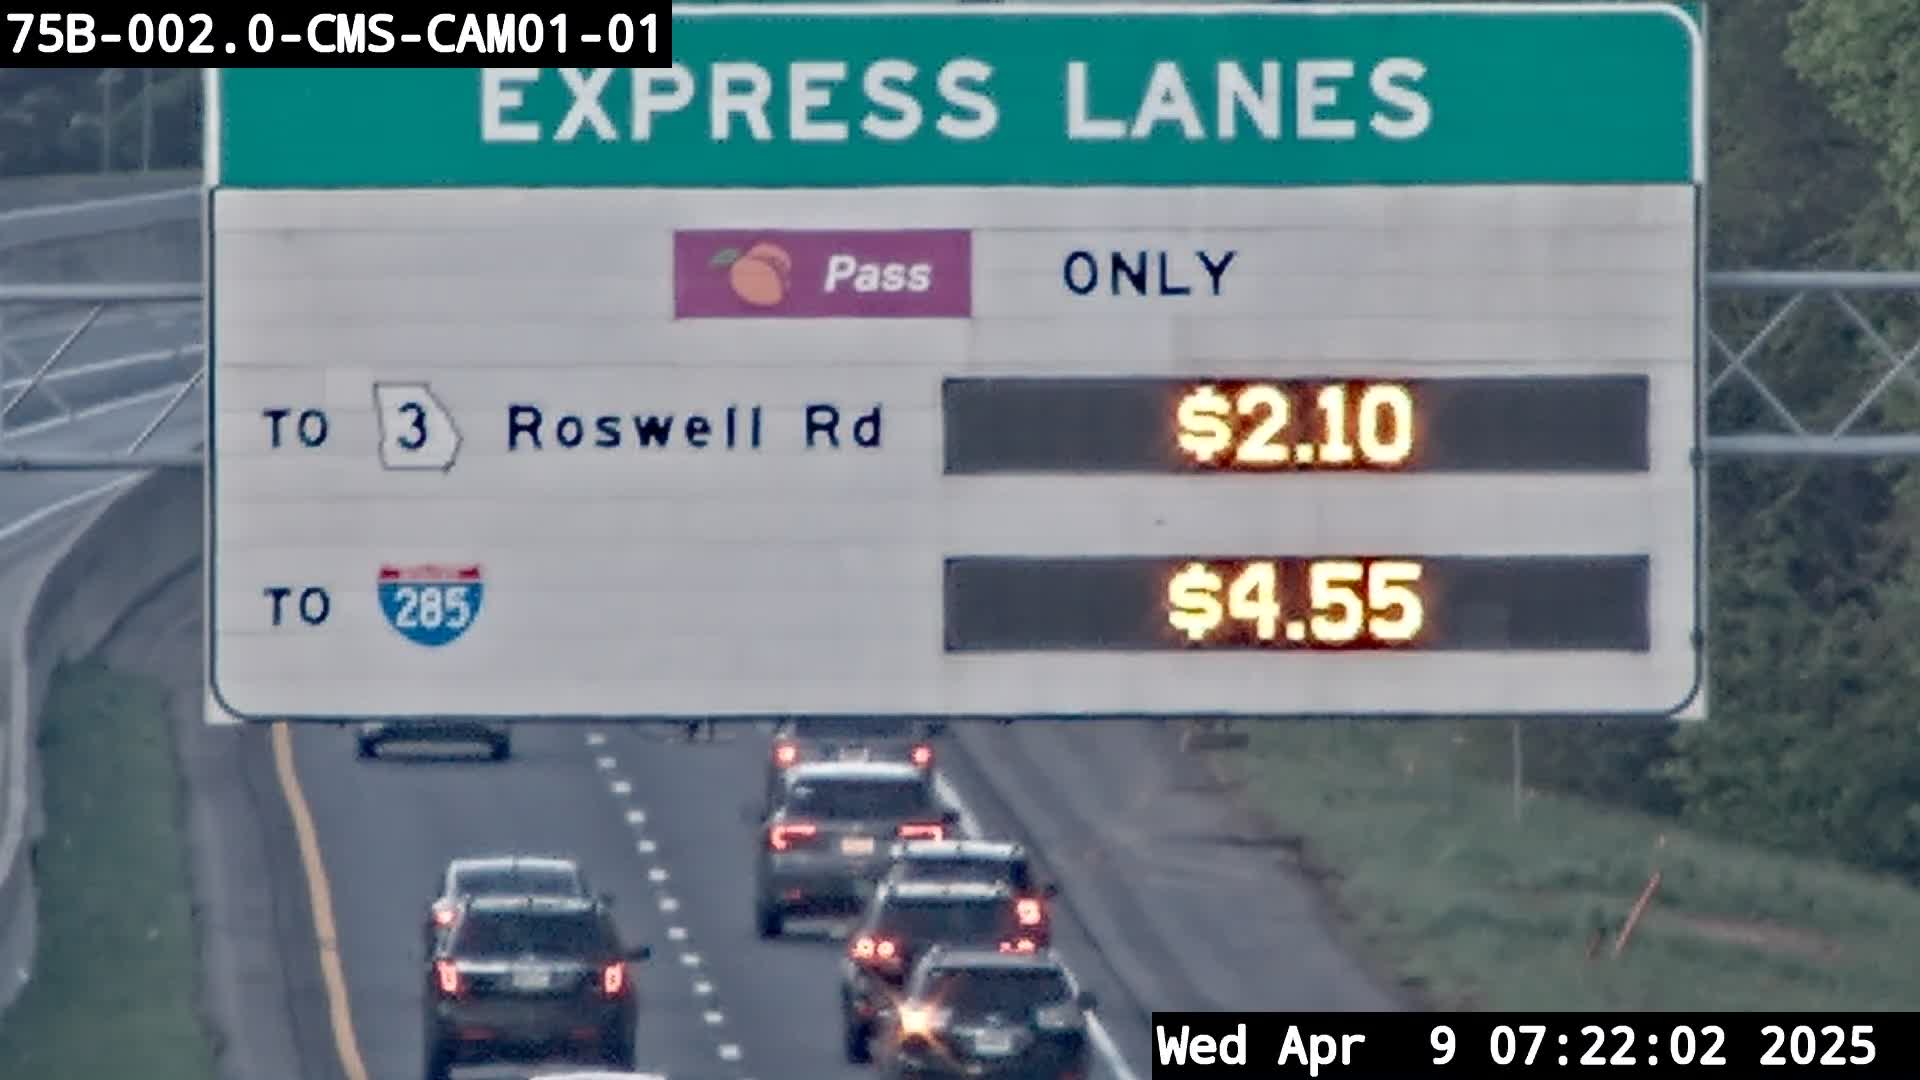 75B-002.0-CMS-CAM01-01
EXPRESS LANES
Pass ONLY
TO 3 Roswell Rd $2.10
TO 285 $4.55
Wed Apr 9 07:22:02 2025